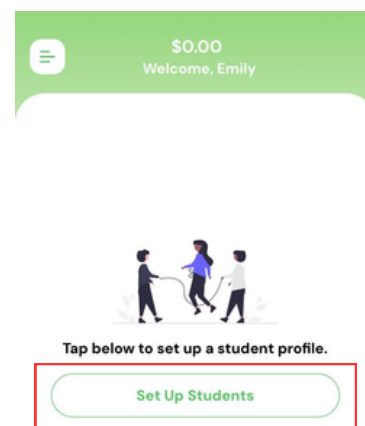 $0.00
Welcome, Emily
Tap below to set up a student profile.
Set Up Students